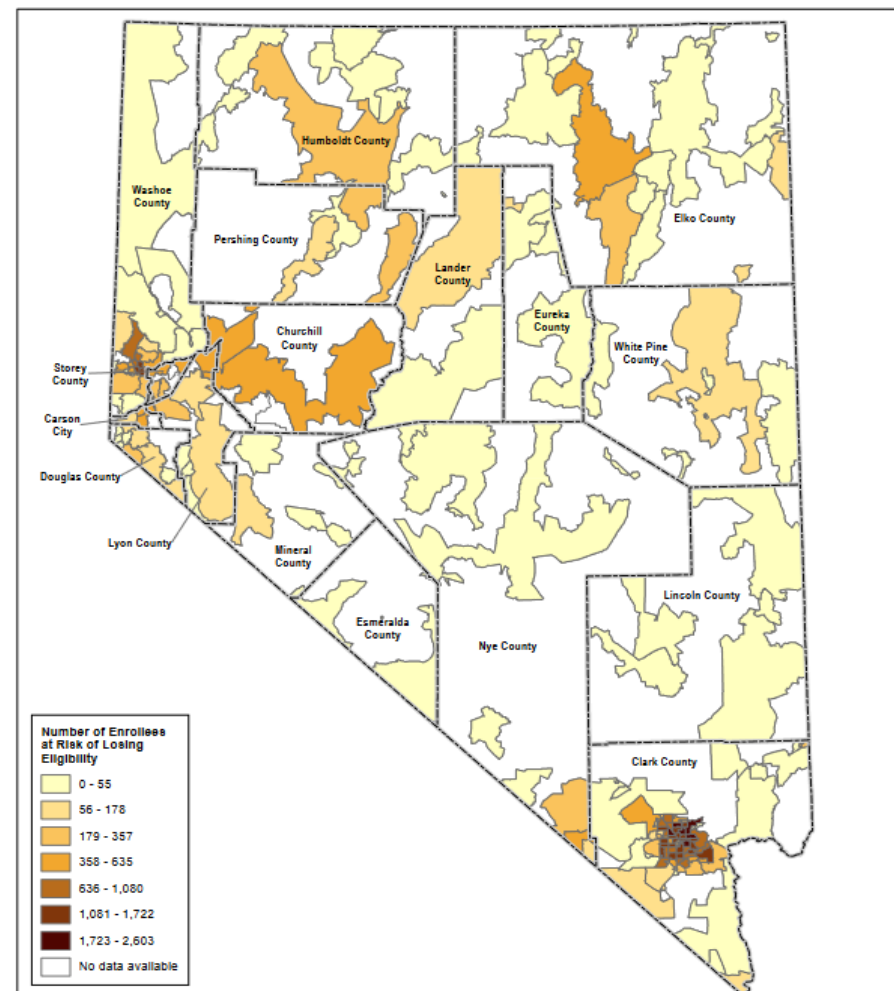 Humboldt County
Washoe
County
Elko County
Pershing County
Lander
County
Eureka
County
Churchill
County
White Pine
County
Storey
County
Carson
City
Douglas County
Lyon County
Mineral
County
Esmeralda
County
Nye County
Lincoln County
Clark County
Number of Enrollees
at Risk of Losing
Eligibility
0 - 55
56 - 178
179 - 357
358 - 635
636 - 1,080
1,081 - 1,722
1,723 - 2,603
No data available